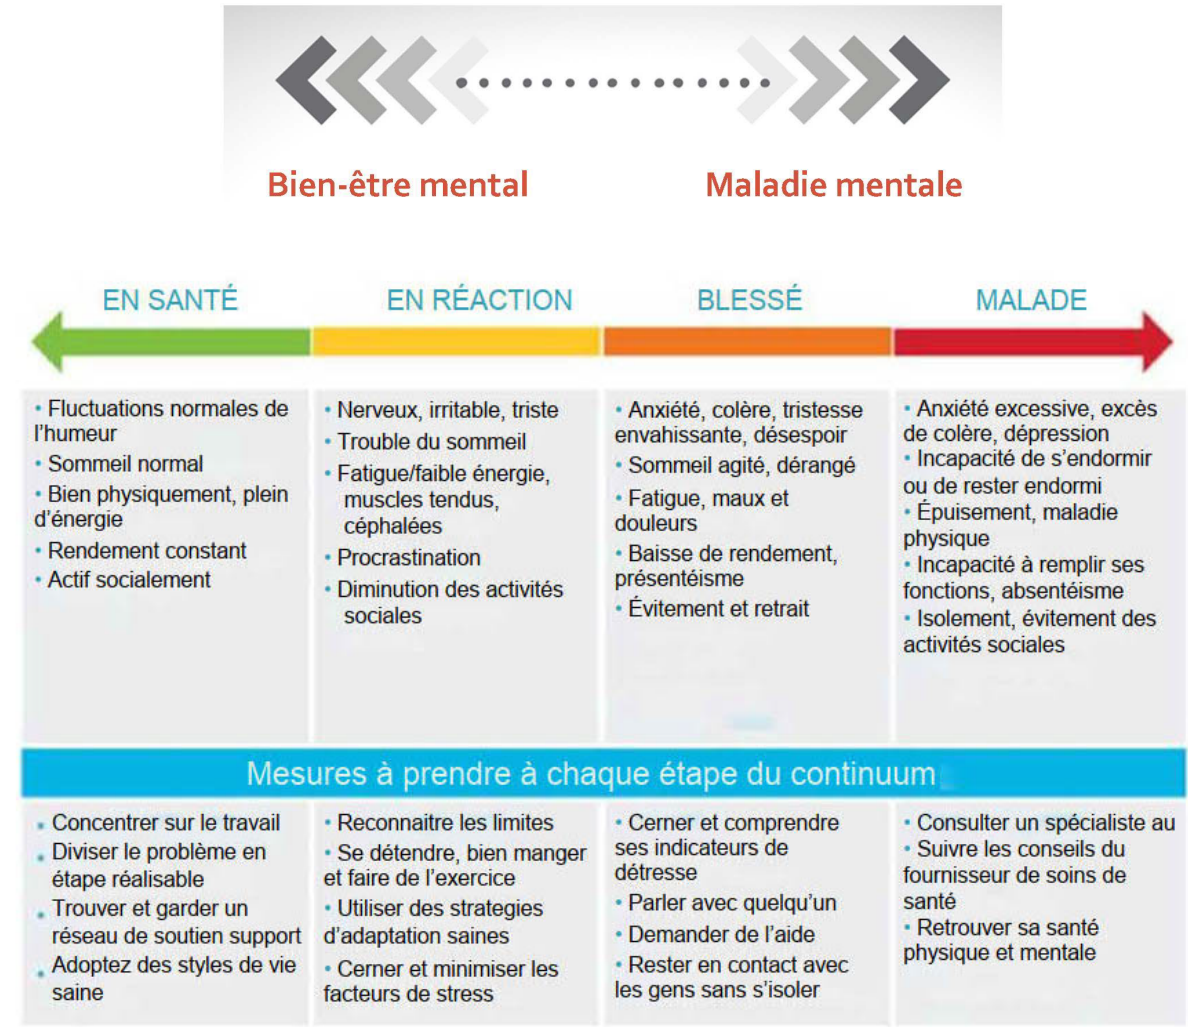 Bien-être mental
Maladie mentale
EN SANTÉ
EN RÉACTION
BLESSÉ
MALADE
• Fluctuations normales de
l’humeur
• Sommeil normal
• Bien physiquement, plein
d’énergie
• Rendement constant
• Actif socialement
• Nerveux, irritable, triste
• Trouble du sommeil
• Fatigue/faible énergie,
muscles tendus,
céphalées
• Procrastination
• Diminution des activités
sociales
• Anxiété, colère, tristesse
envahissante, désespoir
• Sommeil agité, dérangé
• Fatigue, maux et
douleurs
• Baisse de rendement,
présentéisme
• Évitement et retrait
• Anxiété excessive, excès
de colère, dépression
• Incapacité de s’endormir
ou de rester endormi
• Épuisement, maladie
physique
• Incapacité à remplir ses
fonctions, absentéisme
• Isolement, évitement des
activités sociales
Mesures à prendre à chaque étape du continuum
• Concentrer sur le travail
• Diviser le problème en
étape réalisable
• Trouver et garder un
réseau de soutien support
• Adoptez des styles de vie
saine
• Reconnaitre les limites
• Se détendre, bien manger
et faire de l’exercice
• Utiliser des strategies
d’adaptation saines
• Cerner et minimiser les
facteurs de stress
• Cerner et comprendre
ses indicateurs de
détresse
• Parler avec quelqu’un
• Demander de l’aide
• Rester en contact avec
les gens sans s’isoler
• Consulter un spécialiste au
• Suivre les conseils du
fournisseur de soins de
santé
• Retrouver sa santé
physique et mentale